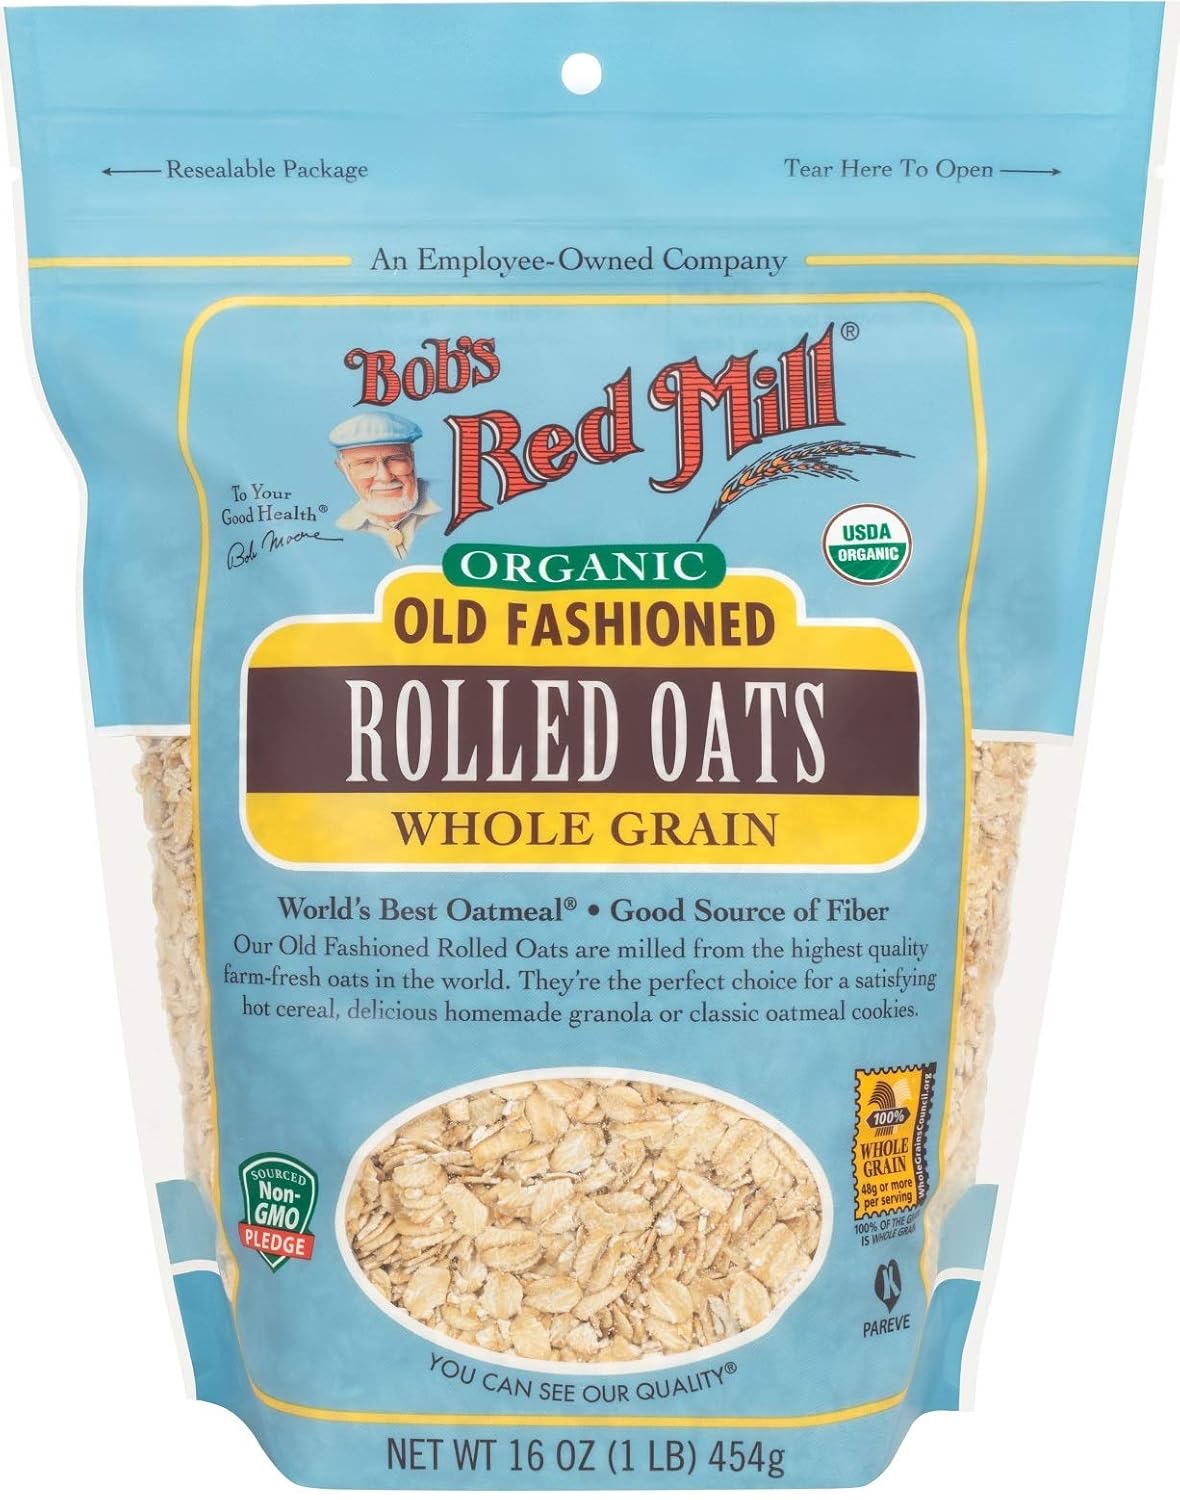 Resealable Package
Tear Here To Open
An Employee-Owned Company
Bob's
Red Mill®
To Your
Good Health®
Bob Moore
USDA
ORGANIC
ORGANIC
OLD FASHIONED
ROLLED OATS
WHOLE GRAIN
World's Best Oatmeal® • Good Source of Fiber
Our Old Fashioned Rolled Oats are milled from the highest quality
farm-fresh oats in the world. They're the perfect choice for a satisfying
hot cereal, delicious homemade granola or classic oatmeal cookies.
100%
WHOLE
GRAIN
48g or more
per serving
WholeGrainsCouncil.org
100% OF THE
IS WHOLE GRAIN
SOURCED
Non-
GMO
PLEDGE
K
PAREVE
YOU CAN SEE OUR QUALITY®
NET WT 16 OZ (1 LB) 454g